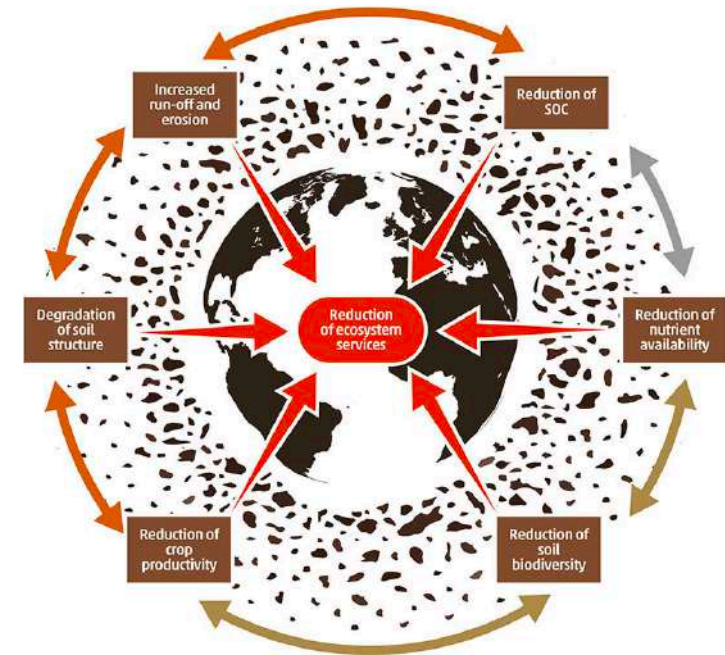 Increased
run-off and
erosion
Reduction of
SOC
Degradation
of soil
structure
Reduction
of ecosystem
services
Reduction of
nutrient
availability
Reduction of
crop
productivity
Reduction of
soil
biodiversity